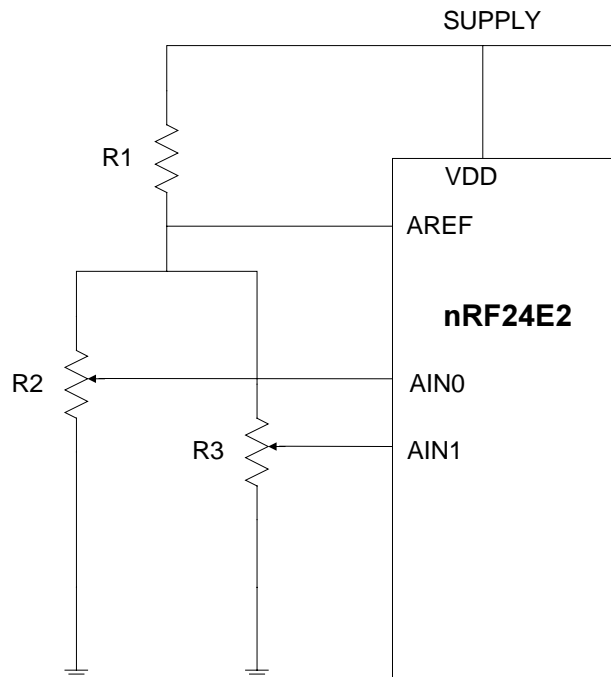 SUPPLY
R1
VDD
AREF
nRF24E2
R2
AIN0
R3
AIN1